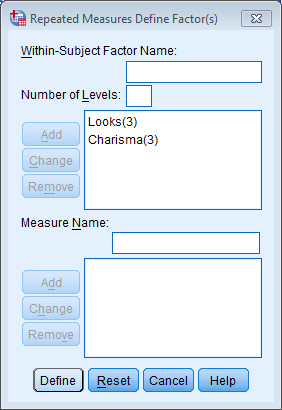 Repeated Measures Define Factor(s)
Within-Subject Factor Name:
Number of Levels:
Add
Change
Remove
Looks(3)
Charisma(3)
Measure Name:
Add
Change
Remove
Define Reset Cancel Help